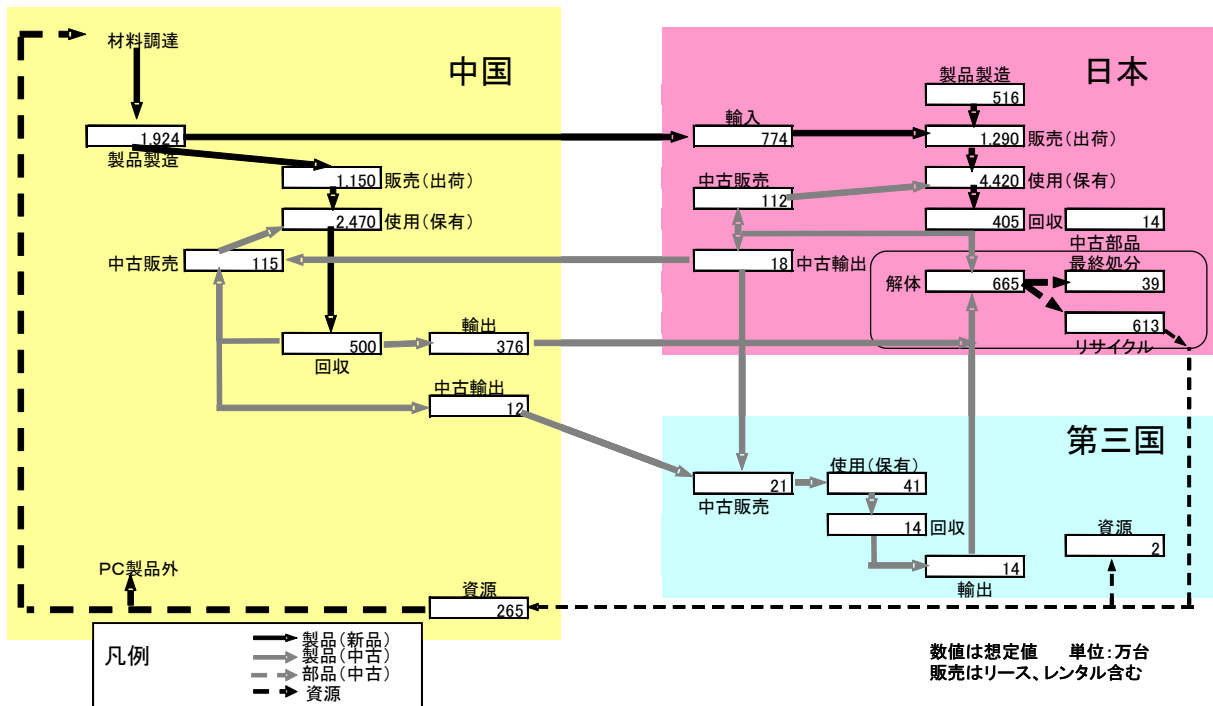 中国
材料調達
1,924
製品製造
1,150
販売(出荷)
2,470
使用(保有)
中古販売
115
500
回収
輸出
376
中古輸出
12
PC製品外
資源
265
日本
製品製造
516
輸入
774
1,290
販売(出荷)
中古販売
112
4,420
使用(保有)
405
回収
14
中古部品
18
中古輸出
解体
665
最終処分
39
613
リサイクル
第三国
21
中古販売
使用(保有)
41
14
回収
14
輸出
資源
2
凡例
製品(新品)
製品(中古)
部品(中古)
資源
数値は想定値 単位:万台
販売はリース、レンタル含む